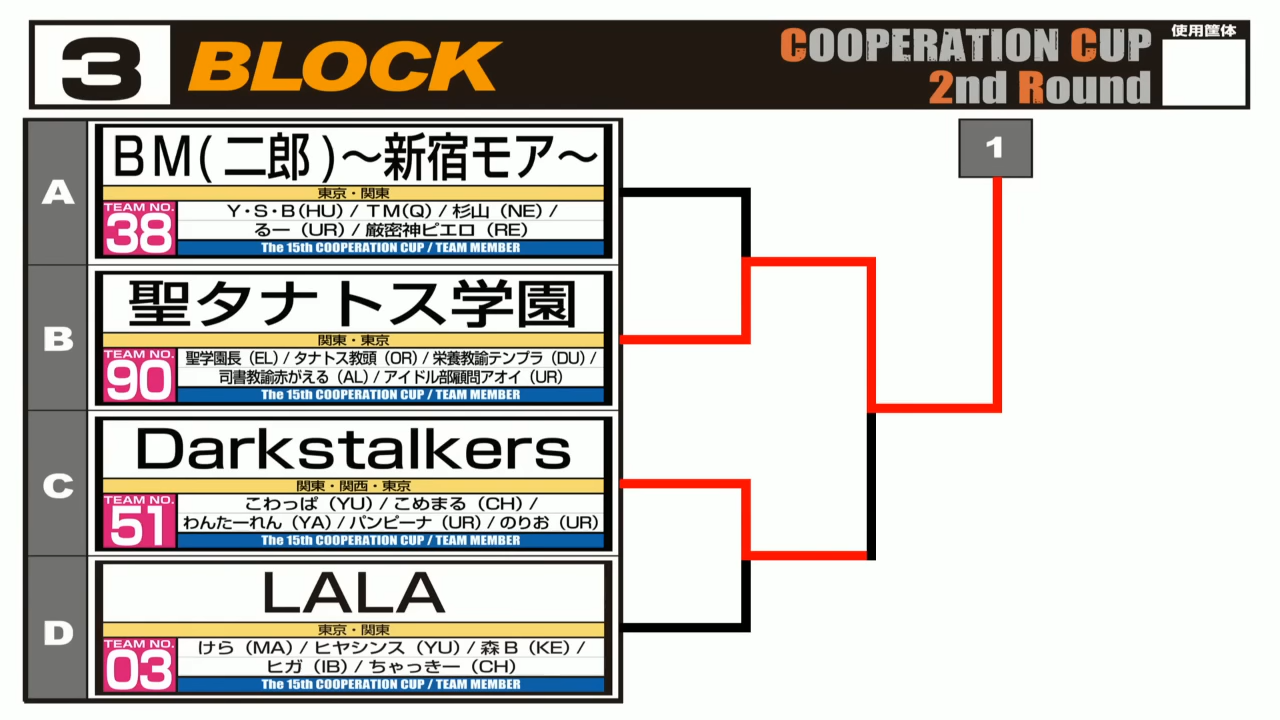 3 BLOCK
COOPERATION CUP
2nd Round
使用筐体
1
A
BM(二郎)～新宿モア～
東京・関東
TEAM NO.
38
Y・S・B(HU) / TM(Q) / 杉山（NE）/
るー（UR）/ 厳密神ピエロ（RE）
The 15th COOPERATION CUP / TEAM MEMBER
B
聖タナトス学園
関東・東京
TEAM NO.
90
聖学園長（EL）/ タナトス教頭（OR）/ 栄養教諭テンプラ（DU）/
司書教諭赤がえる（AL）/ アイドル部顧問アオイ（UR）
The 15th COOPERATION CUP / TEAM MEMBER
C
Darkstalkers
関東・関西・東京
TEAM NO.
51
こわっぱ（YU）/ こめまる（CH）/
わんたーれん（YA）/ パンピーナ（UR）/ のりお（UR）
The 15th COOPERATION CUP / TEAM MEMBER
D
LALA
東京・関東
TEAM NO.
03
けら（MA）/ ヒヤシンス（YU）/ 森B（KE）/
ヒガ（IB）/ ちゃっきー（CH）
The 15th COOPERATION CUP / TEAM MEMBER